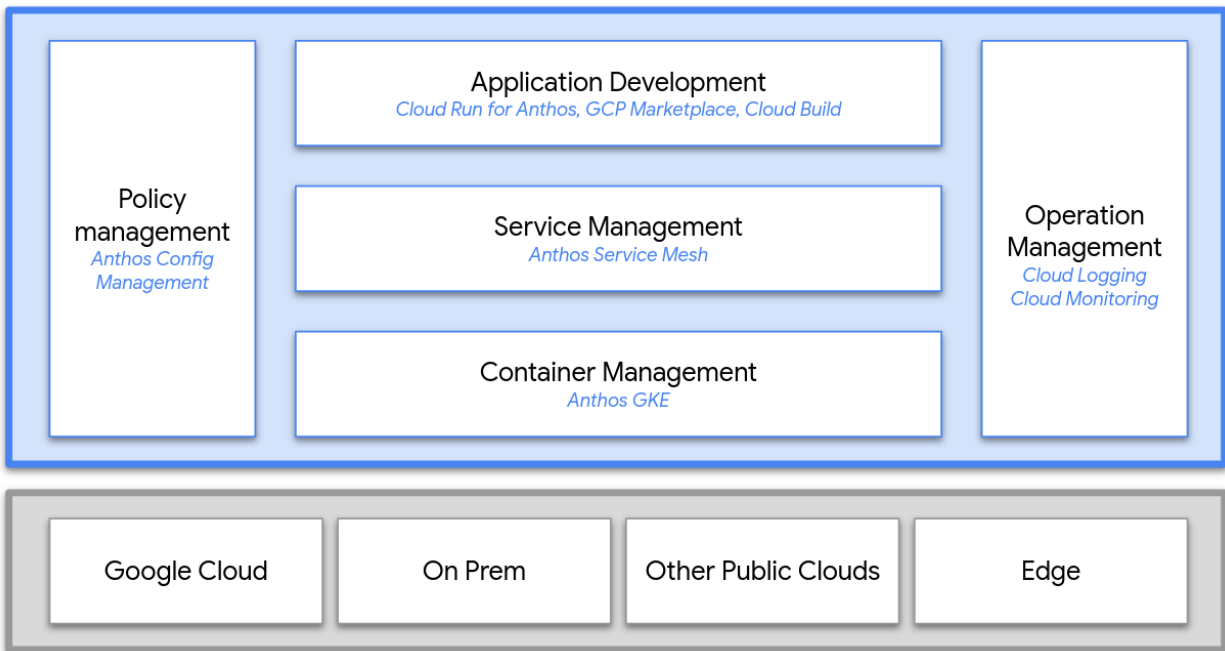 Policy
management
Anthos Config
Management
Application Development
Cloud Run for Anthos, GCP Marketplace, Cloud Build
Service Management
Anthos Service Mesh
Container Management
Anthos GKE
Operation
Management
Cloud Logging
Cloud Monitoring
Google Cloud
On Prem
Other Public Clouds
Edge